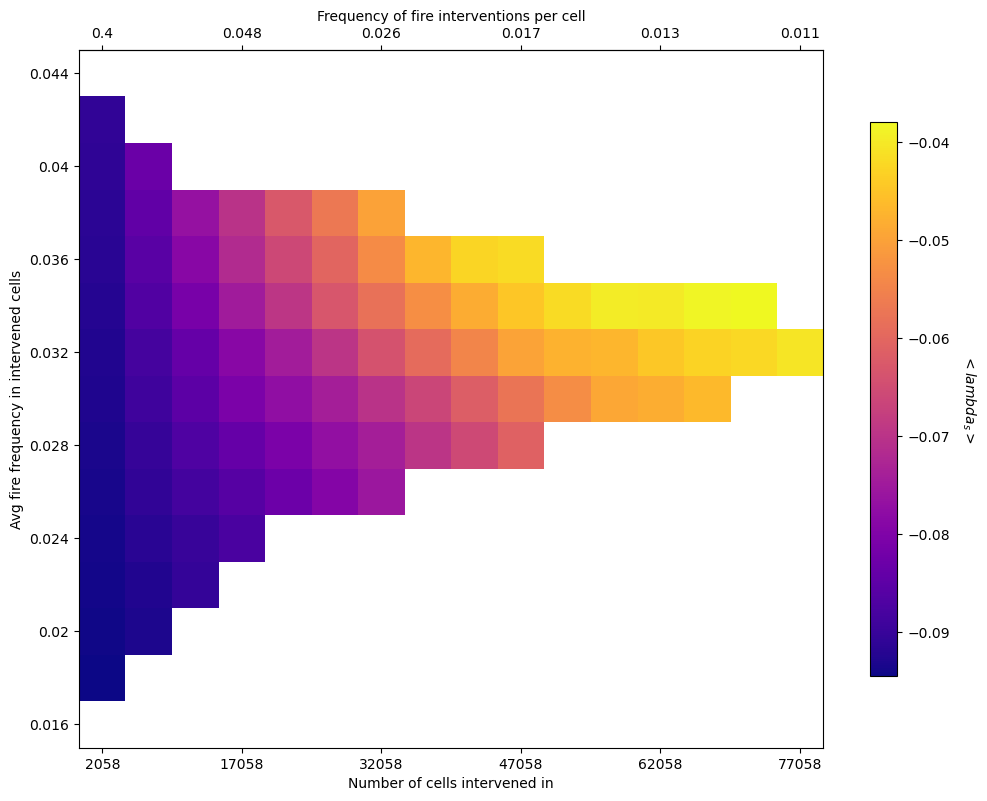 Frequency of fire interventions per cell
0.4 0.048 0.026 0.017 0.013 0.011
0.044
0.04
0.036
0.032
0.028
0.024
0.02
0.016
Avg fire frequency in intervened cells
2058 17058 32058 47058 62058 77058
Number of cells intervened in
−0.04
−0.05
−0.06
−0.07
−0.08
−0.09
< lambda_s >